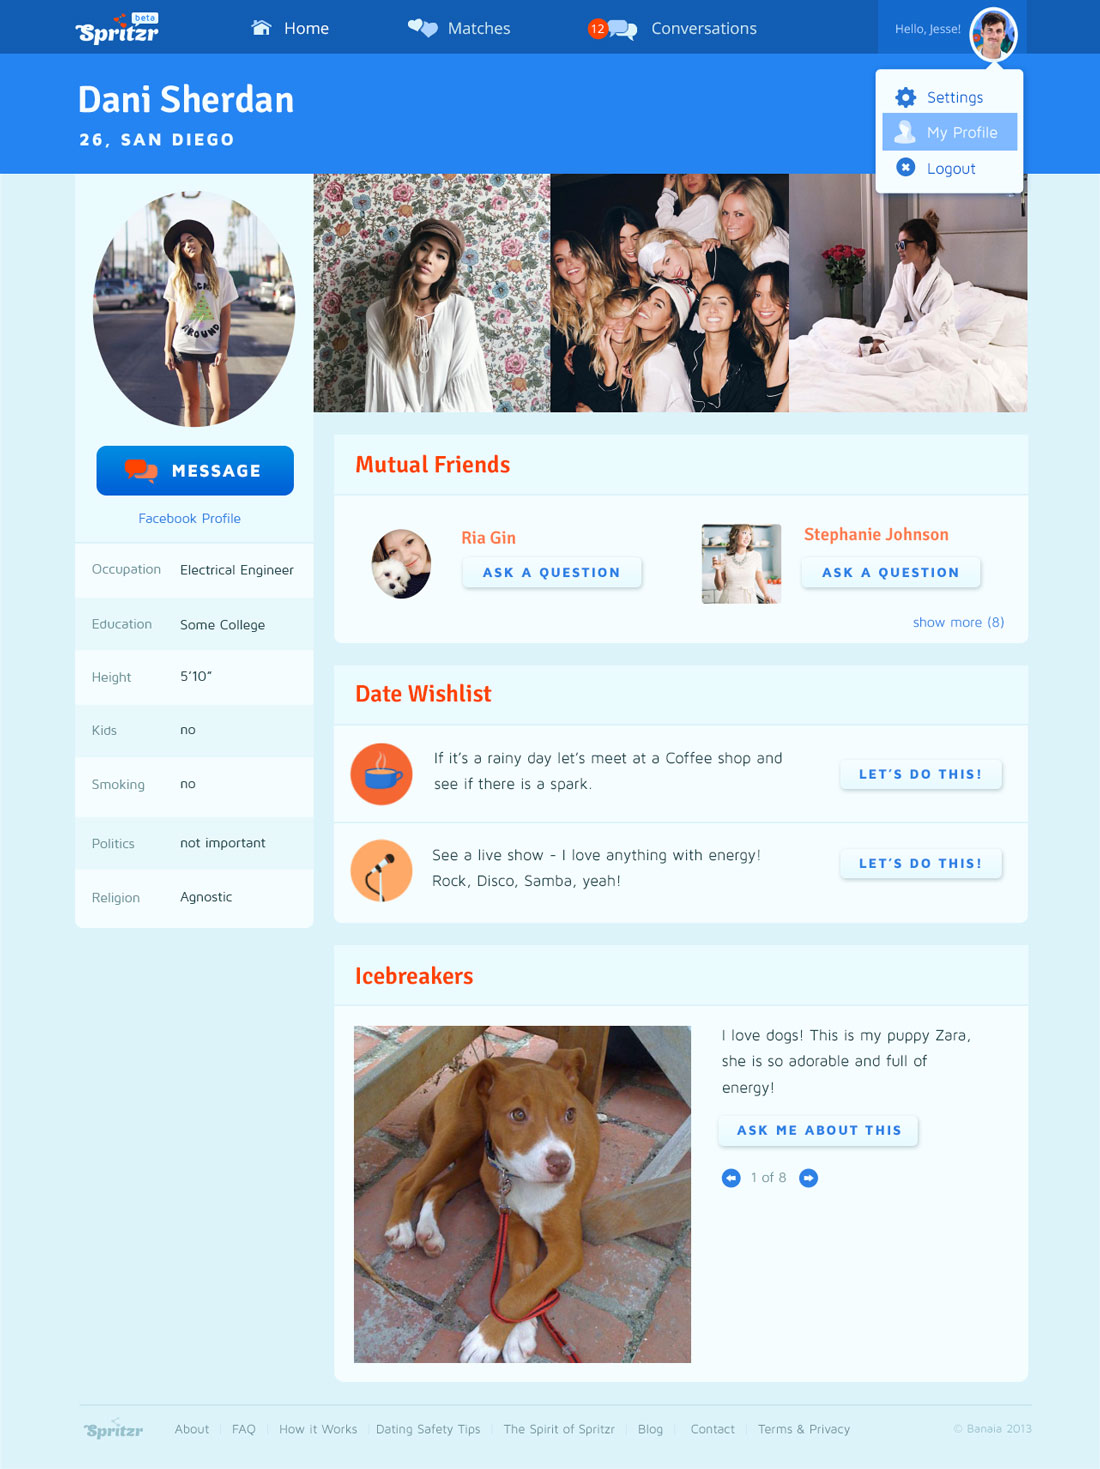 Spritzr
beta
Home
Matches
12
Conversations
Hello, Jesse!
Settings
My Profile
Logout
Dani Sherdan
26, SAN DIEGO
MESSAGE
Facebook Profile
Occupation Electrical Engineer
Education Some College
Height 5’10”
Kids no
Smoking no
Politics not important
Religion Agnostic
Mutual Friends
Ria Gin
ASK A QUESTION
Stephanie Johnson
ASK A QUESTION
show more (8)
Date Wishlist
If it’s a rainy day let’s meet at a Coffee shop and
see if there is a spark.
LET’S DO THIS!
See a live show - I love anything with energy!
Rock, Disco, Samba, yeah!
LET’S DO THIS!
Icebreakers
I love dogs! This is my puppy Zara,
she is so adorable and full of
energy!
ASK ME ABOUT THIS
1 of 8
Spritzr
About | FAQ | How it Works | Dating Safety Tips | The Spirit of Spritzr | Blog | Contact | Terms & Privacy
© Banaia 2013